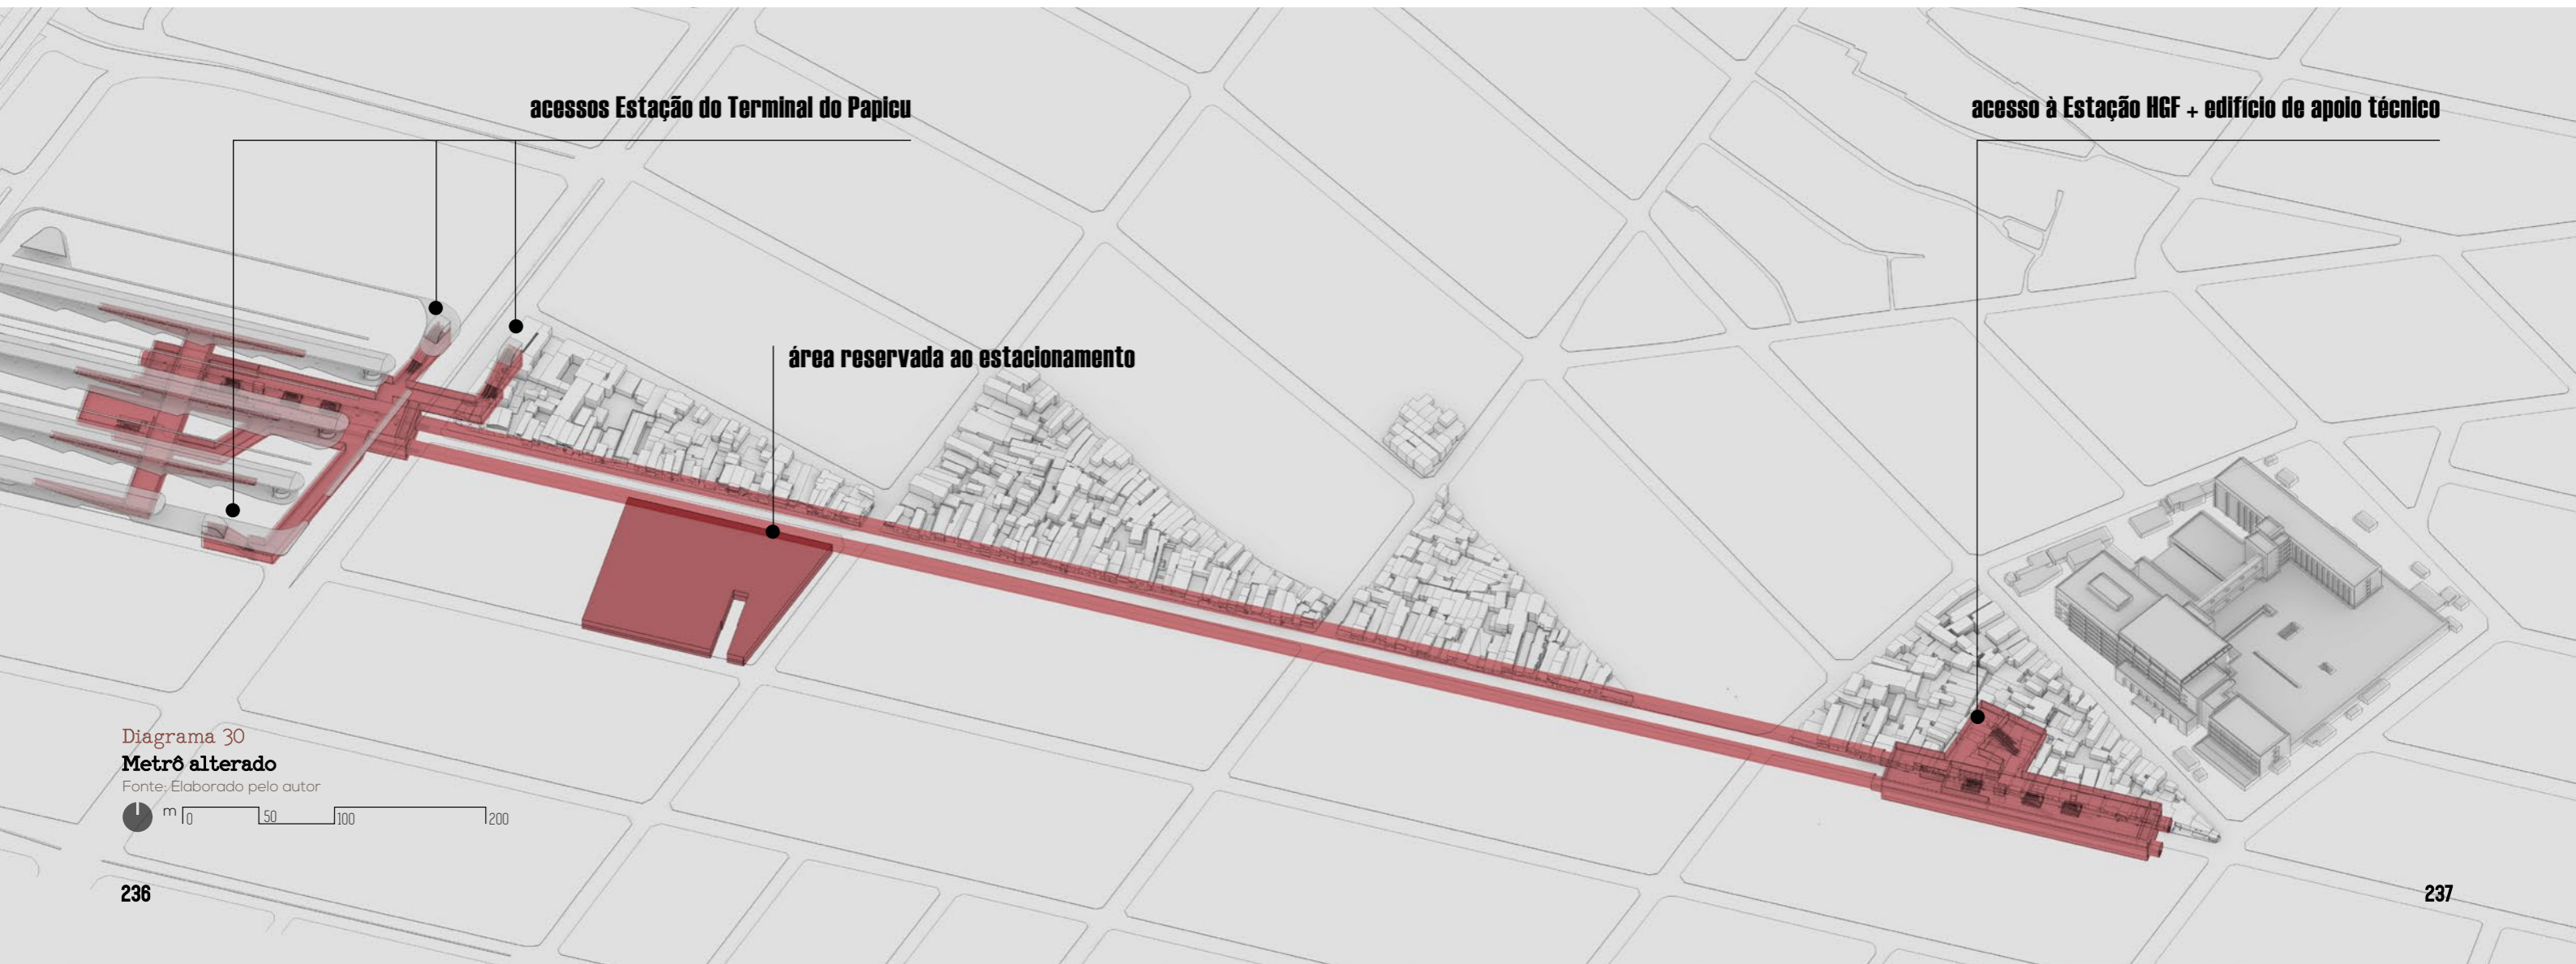 acessos Estação do Terminal do Papicu
acesso à Estação HGF + edifício de apoio técnico
área reservada ao estacionamento
Diagrama 30
Metrô alterado
Fonte: Elaborado pelo autor
m 0 50 100 200
236
237